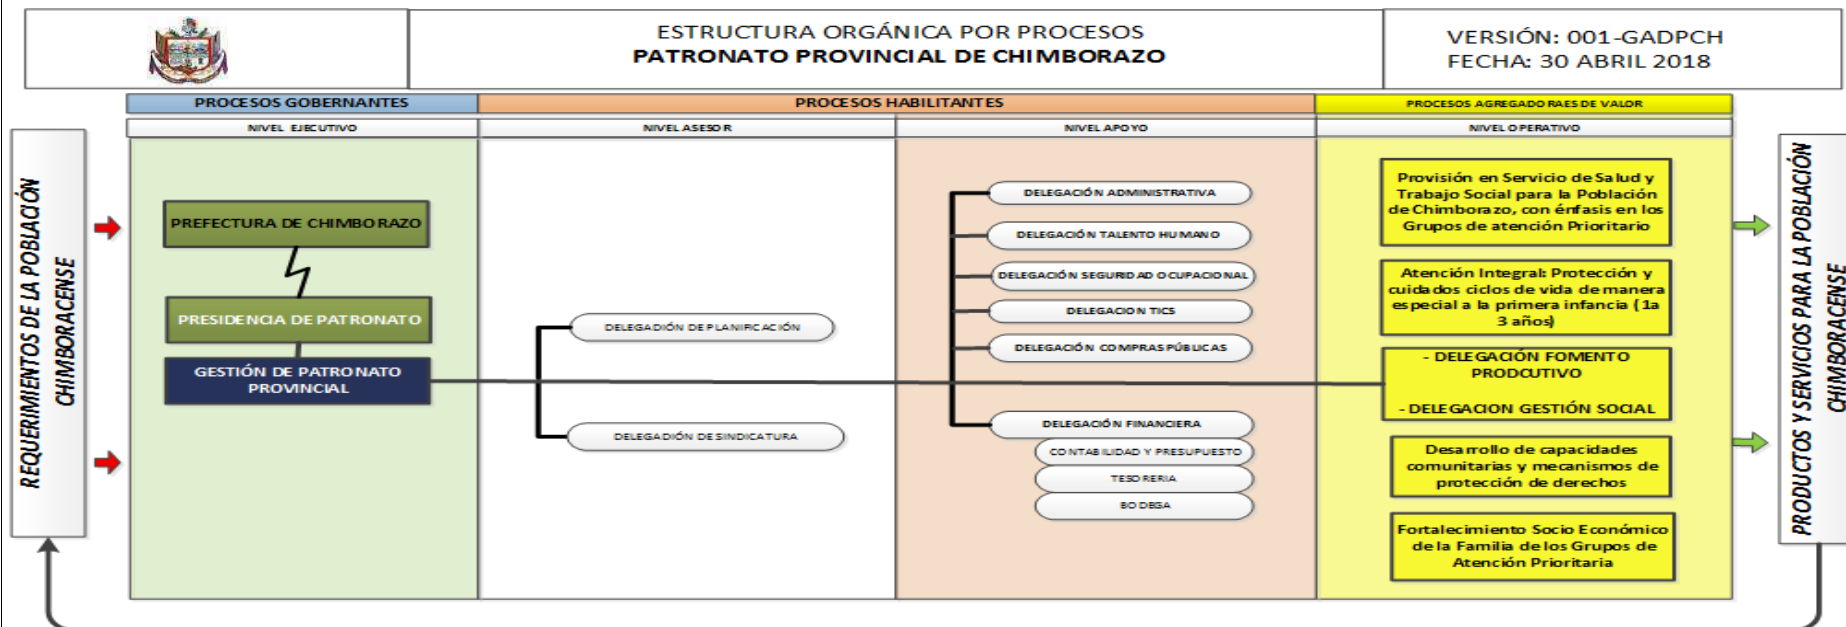 ESTRUCTURA ORGÁNICA POR PROCESOS
PATRONATO PROVINCIAL DE CHIMBORAZO
VERSIÓN: 001-GADPCH
FECHA: 30 ABRIL 2018
PROCESOS GOBERNANTES
PROCESOS HABILITANTES
PROCESOS AGREGADORAES DE VALOR
NIVEL EJECUTIVO
NIVEL ASESOR
NIVEL APOYO
NIVEL OPERATIVO
REQUERIMIENTOS DE LA POBLACIÓN
CHIMBORACENSE
PREFECTURA DE CHIMBORAZO
PRESIDENCIA DE PATRONATO
GESTIÓN DE PATRONATO
PROVINCIAL
DELEGADIÓN DE PLANIFICACIÓN
DELEGADIÓN DE SINDICATURA
DELEGACIÓN ADMINISTRATIVA
DELEGACIÓN TALENTO HUMANO
DELEGACIÓN SEGURIDAD OCUPACIONAL
DELEGACION TICS
DELEGACIÓN COMPRAS PÚBLICAS
DELEGACIÓN FINANCIERA
CONTABILIDAD Y PRESUPUESTO
TESORERIA
BODEGA
Provisión en Servicio de Salud y
Trabajo Social para la Población
de Chimborazo, con énfasis en los
Grupos de atención Prioritario
Atención Integral: Protección y
cuidados ciclos de vida de manera
especial a la primera infancia (1a
3 años)
- DELEGACIÓN FOMENTO
PRODCUTIVO
- DELEGACION GESTIÓN SOCIAL
Desarrollo de capacidades
comunitarias y mecanismos de
protección de derechos
Fortalecimiento Socio Económico
de la Familia de los Grupos de
Atención Prioritaria
PRODUCTOS Y SERVICIOS PARA LA POBLACIÓN
CHIMBORACENSE